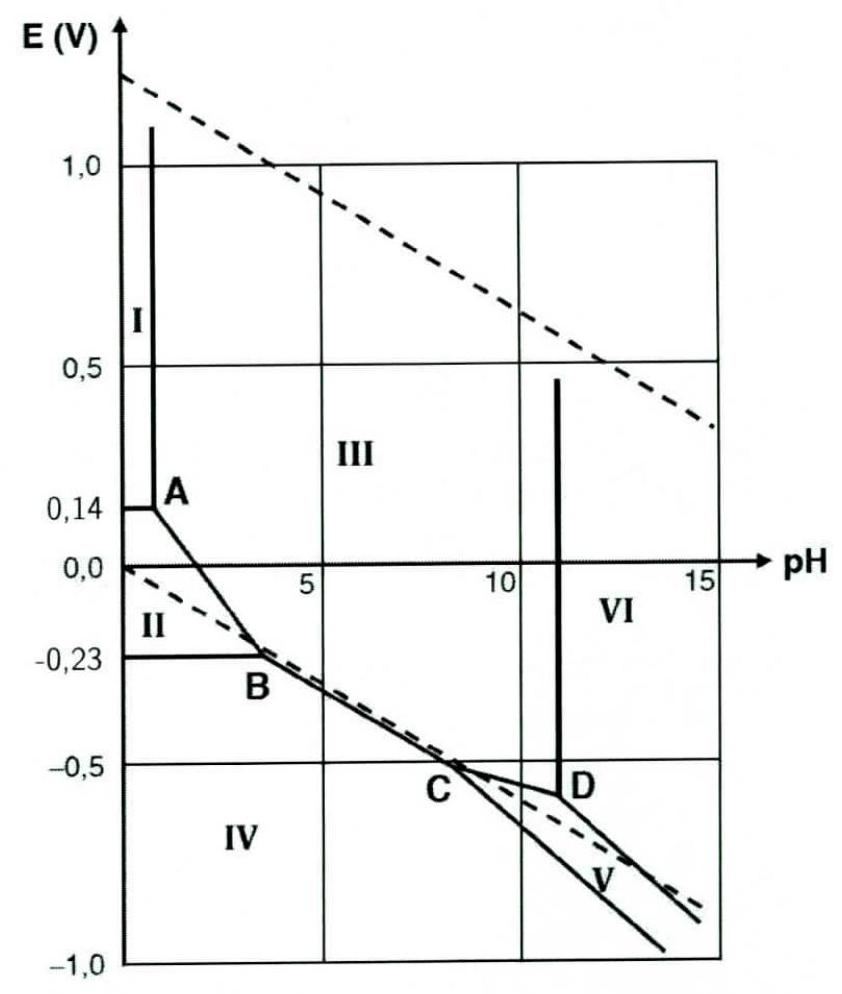 E (V)
1,0
I
0,5
III
A
0,14
0,0
5
10
15
pH
II
VI
-0,23
B
–0,5
C
D
IV
V
–1,0